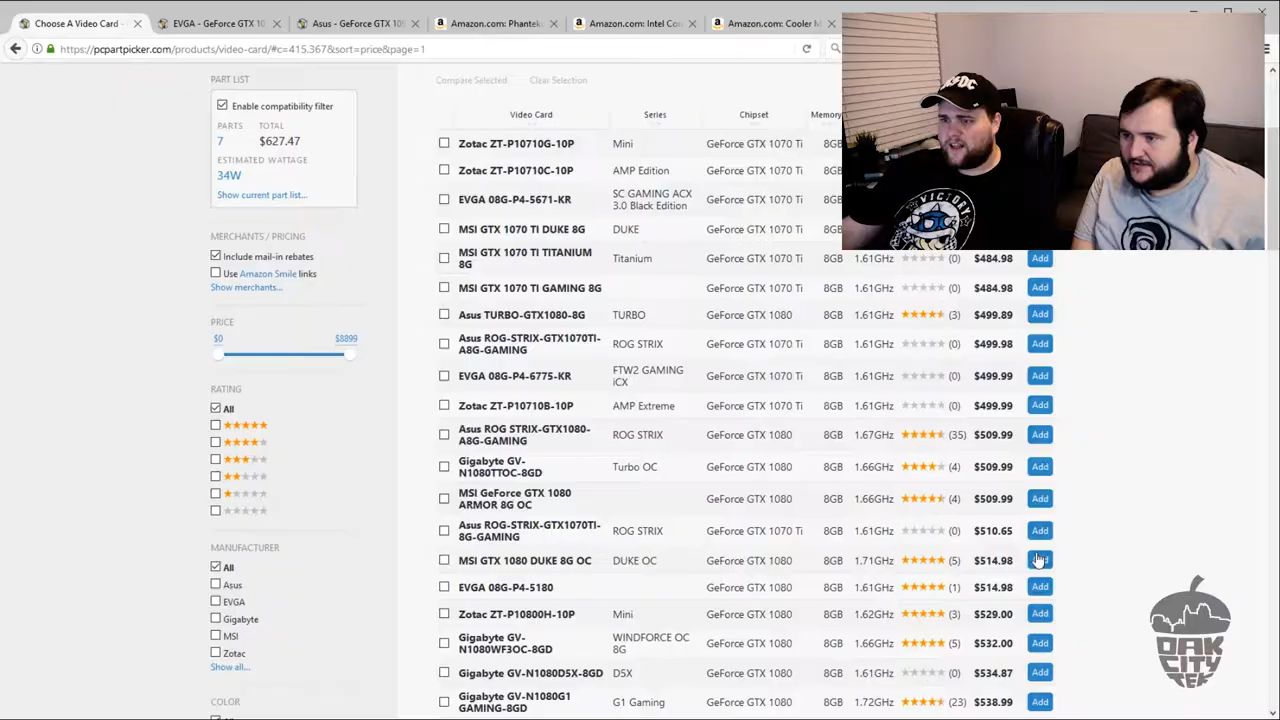 Choose A Video Card -
EVGA - GeForce GTX 10
Asus - GeForce GTX 108
Amazon.com: Phantek
Amazon.com: Intel Con
Amazon.com: Cooler M
https://pcpartpicker.com/products/video-card/#c=415.367&sort=price&page=1
PART LIST
Enable compatibility filter
PARTS TOTAL
7 $627.47
ESTIMATED WATTAGE
34W
Show current part list...
MERCHANTS / PRICING
Include mail-in rebates
Use Amazon Smile links
Show merchants...
PRICE
$0 $8899
RATING
All
MANUFACTURER
All
Asus
EVGA
Gigabyte
MSI
Zotac
Show all...
COLOR
Compare Selected Clear Selection
Video Card Series Chipset Memory
Zotac ZT-P10710G-10P Mini GeForce GTX 1070 Ti 8GB
Zotac ZT-P10710C-10P AMP Edition GeForce GTX 1070 Ti 8GB
EVGA 08G-P4-5671-KR SC GAMING ACX 3.0 Black Edition GeForce GTX 1070 Ti 8GB
MSI GTX 1070 TI DUKE 8G DUKE GeForce GTX 1070 Ti 8GB
MSI GTX 1070 TI TITANIUM 8G Titanium GeForce GTX 1070 Ti 8GB 1.61GHz (0) $484.98 Add
MSI GTX 1070 TI GAMING 8G GeForce GTX 1070 Ti 8GB 1.61GHz (0) $484.98 Add
Asus TURBO-GTX1080-8G TURBO GeForce GTX 1080 8GB 1.61GHz (3) $499.89 Add
Asus ROG-STRIX-GTX1070TI-A8G-GAMING ROG STRIX GeForce GTX 1070 Ti 8GB 1.61GHz (0) $499.98 Add
EVGA 08G-P4-6775-KR FTW2 GAMING iCX GeForce GTX 1070 Ti 8GB 1.61GHz (0) $499.99 Add
Zotac ZT-P10710B-10P AMP Extreme GeForce GTX 1070 Ti 8GB 1.61GHz (0) $499.99 Add
Asus ROG STRIX-GTX1080-A8G-GAMING ROG STRIX GeForce GTX 1080 8GB 1.67GHz (35) $509.99 Add
Gigabyte GV-N1080TTOC-8GD Turbo OC GeForce GTX 1080 8GB 1.66GHz (4) $509.99 Add
MSI GeForce GTX 1080 ARMOR 8G OC GeForce GTX 1080 8GB 1.66GHz (4) $509.99 Add
Asus ROG-STRIX-GTX1070TI-8G-GAMING ROG STRIX GeForce GTX 1070 Ti 8GB 1.61GHz (0) $510.65 Add
MSI GTX 1080 DUKE 8G OC DUKE OC GeForce GTX 1080 8GB 1.71GHz (5) $514.98
EVGA 08G-P4-5180 GeForce GTX 1080 8GB 1.61GHz (1) $514.98 Add
Zotac ZT-P10800H-10P Mini GeForce GTX 1080 8GB 1.62GHz (3) $529.00 Add
Gigabyte GV-N1080WF3OC-8GD WINDFORCE OC 8G GeForce GTX 1080 8GB 1.66GHz (5) $532.00 Add
Gigabyte GV-N1080D5X-8GD D5X GeForce GTX 1080 8GB 1.61GHz (0) $534.87 Add
Gigabyte GV-N1080G1 GAMING-8GD G1 Gaming GeForce GTX 1080 8GB 1.72GHz (23) $538.99 Add
VICTORY
OAK
CITY
TEK